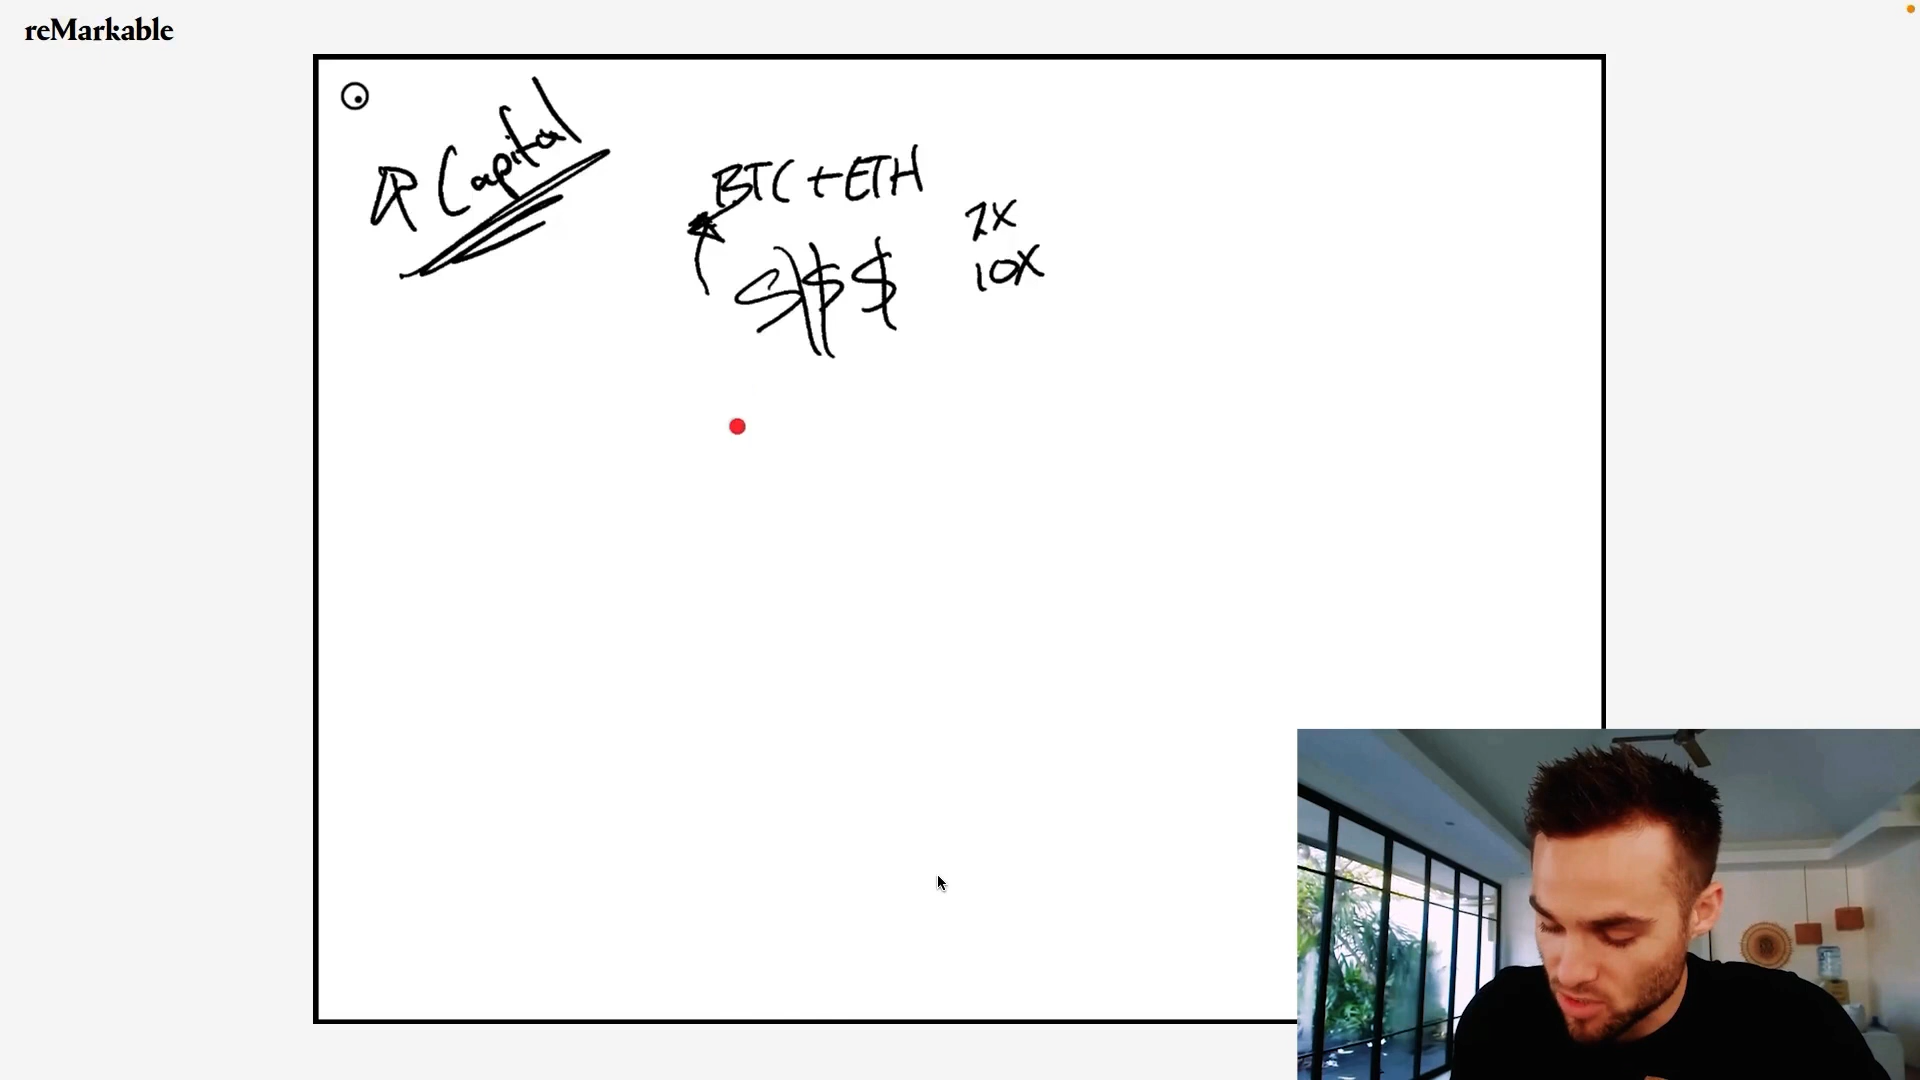 reMarkable
R Capital
BTC + ETH
2X
$$$
10X